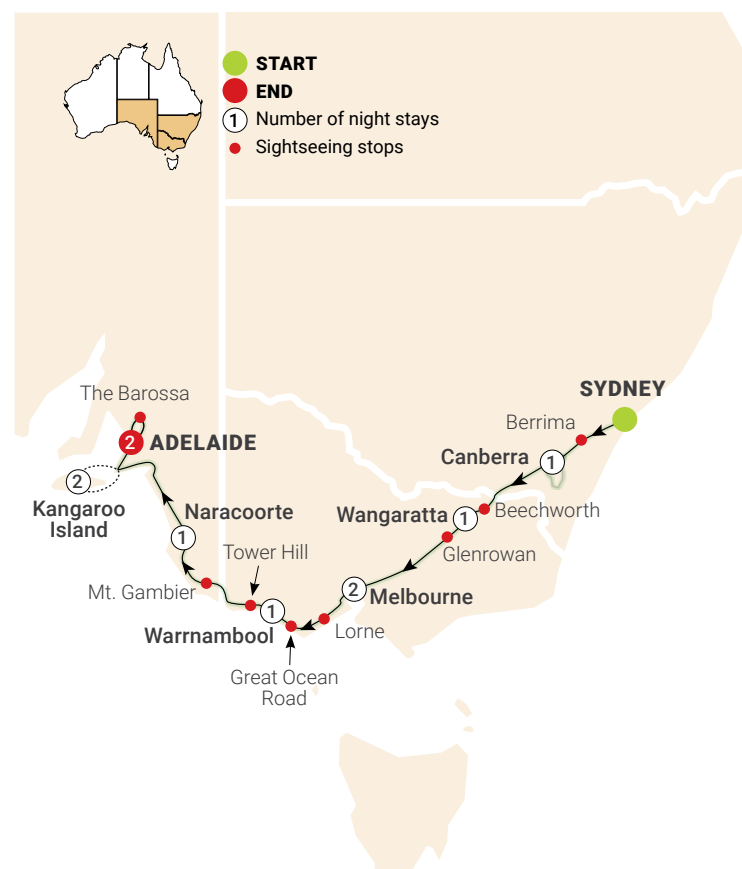 START
END
1 Number of night stays
Sightseeing stops
SYDNEY
Berrima
Canberra
1
Beechworth
Wangaratta
1
Glenrowan
Melbourne
2
Lorne
Great Ocean
Road
Warrnambool
1
Tower Hill
Mt. Gambier
Naracoorte
1
Kangaroo
Island
2
2 ADELAIDE
The Barossa